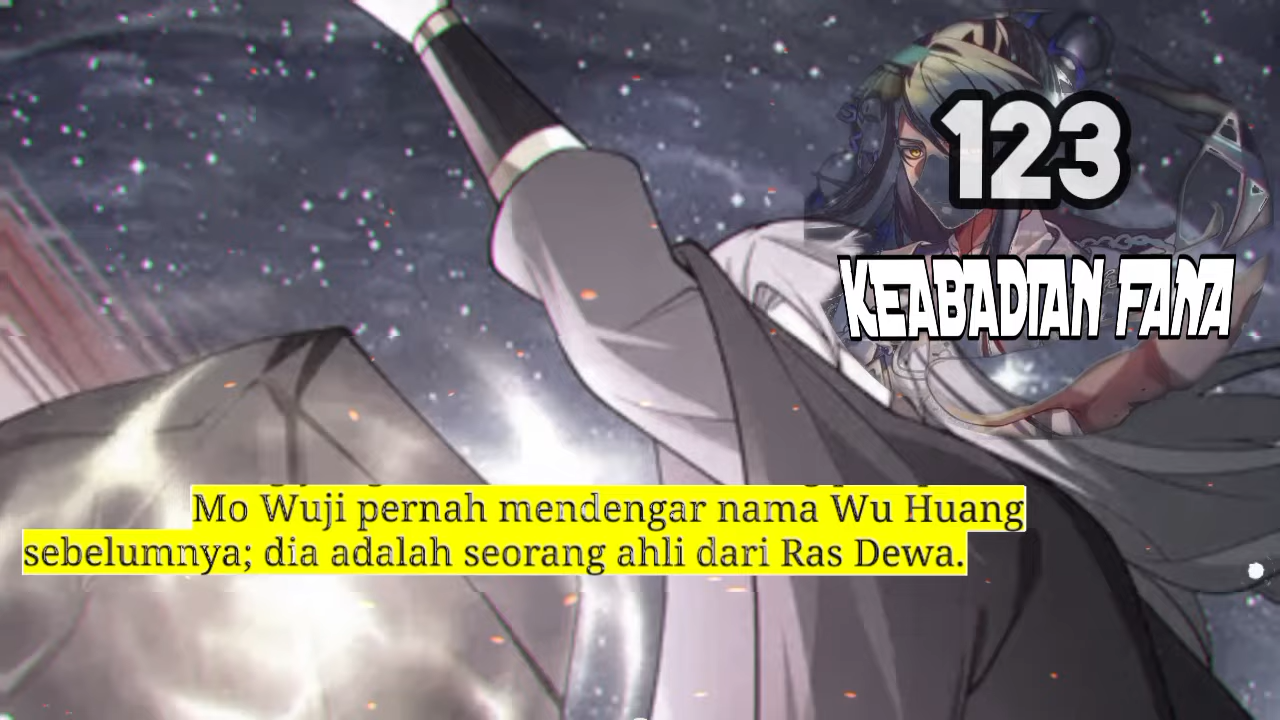 123
KEABADIAN FANA
Mo Wuji pernah mendengar nama Wu Huang
sebelumnya; dia adalah seorang ahli dari Ras Dewa.